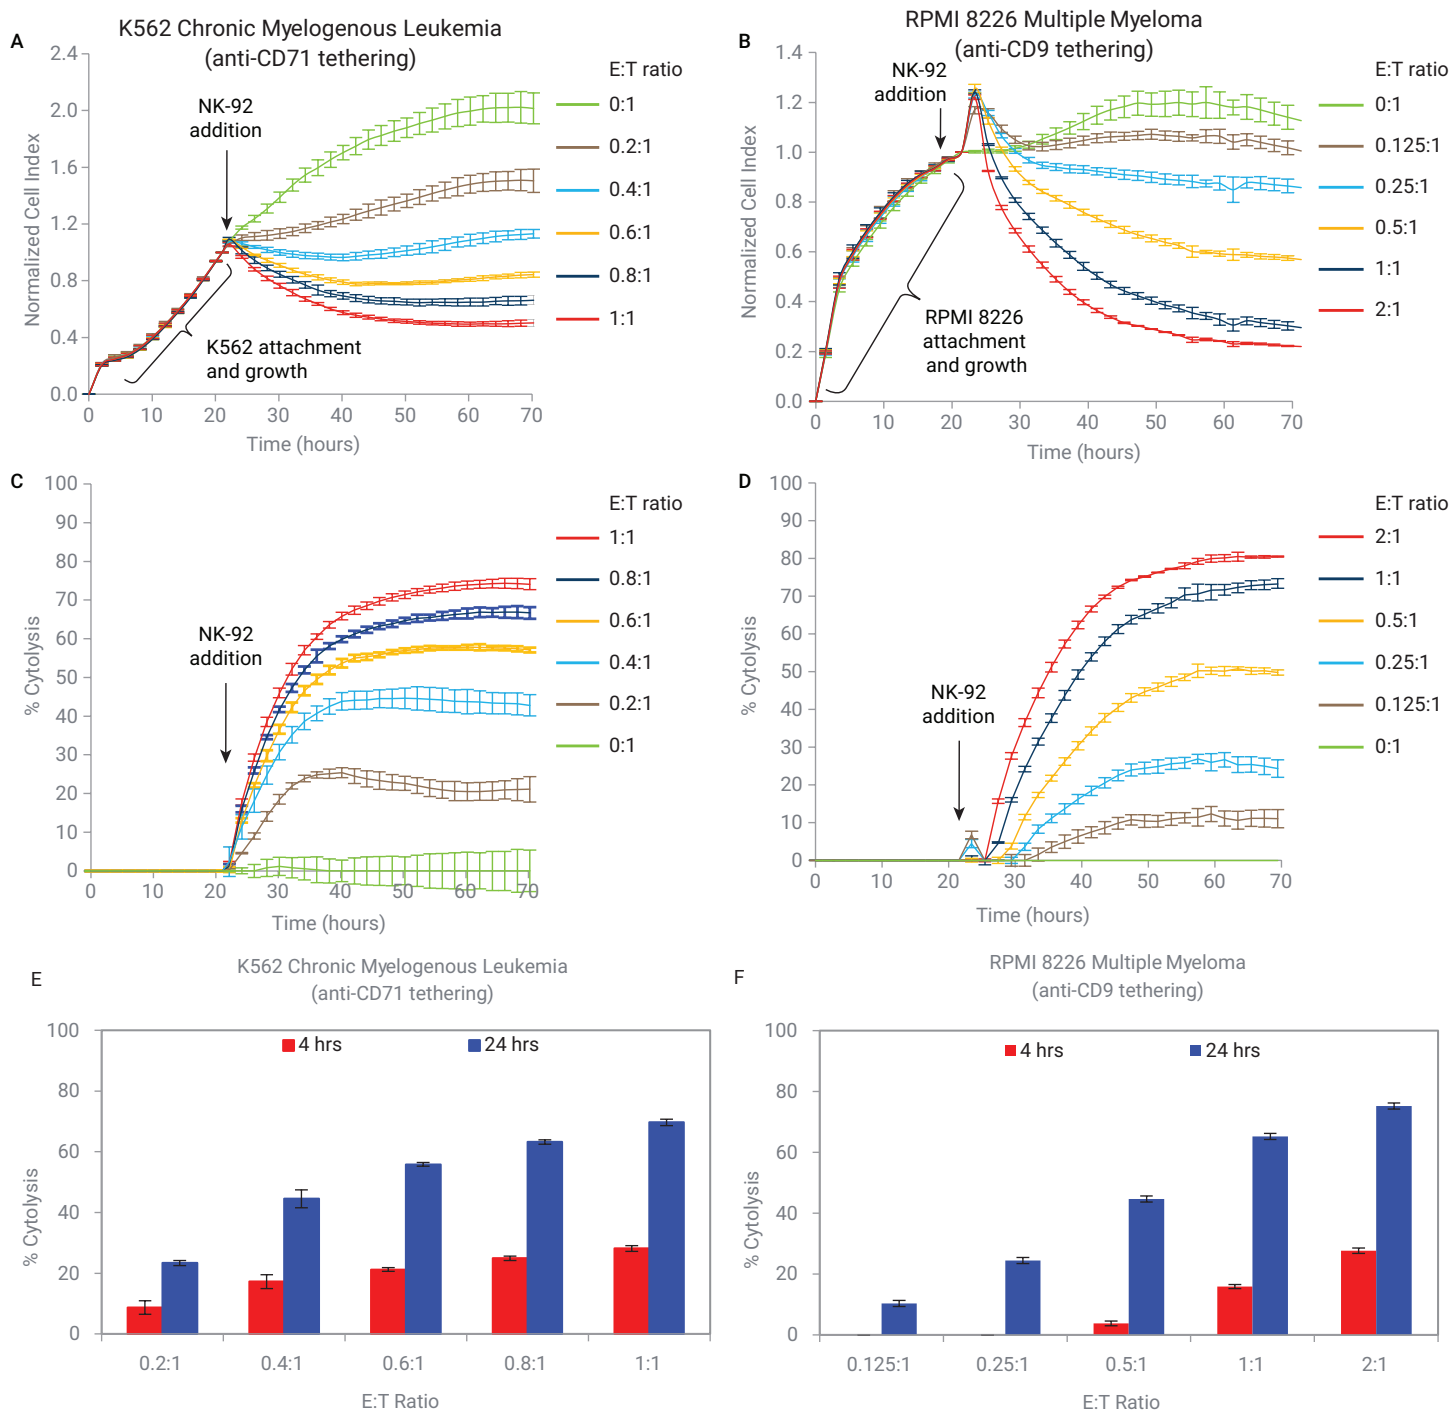 A
K562 Chronic Myelogenous Leukemia
(anti-CD71 tethering)
Normalized Cell Index
2.4
2.0
1.6
1.2
0.8
0.4
0.0
0
10
20
30
40
50
60
70
Time (hours)
NK-92
addition
K562 attachment
and growth
E:T ratio
0:1
0.2:1
0.4:1
0.6:1
0.8:1
1:1
B
RPMI 8226 Multiple Myeloma
(anti-CD9 tethering)
Normalized Cell Index
1.4
1.2
1.0
0.8
0.6
0.4
0.2
0.0
0
10
20
30
40
50
60
70
Time (hours)
NK-92
addition
RPMI 8226
attachment
and growth
E:T ratio
0:1
0.125:1
0.25:1
0.5:1
1:1
2:1
C
% Cytolysis
100
90
80
70
60
50
40
30
20
10
0
0
10
20
30
40
50
60
70
Time (hours)
NK-92
addition
E:T ratio
1:1
0.8:1
0.6:1
0.4:1
0.2:1
0:1
D
% Cytolysis
100
90
80
70
60
50
40
30
20
10
0
0
10
20
30
40
50
60
70
Time (hours)
NK-92
addition
E:T ratio
2:1
1:1
0.5:1
0.25:1
0.125:1
0:1
E
K562 Chronic Myelogenous Leukemia
(anti-CD71 tethering)
% Cytolysis
100
80
60
40
20
0
4 hrs
24 hrs
0.2:1
0.4:1
0.6:1
0.8:1
1:1
E:T Ratio
F
RPMI 8226 Multiple Myeloma
(anti-CD9 tethering)
% Cytolysis
100
80
60
40
20
0
4 hrs
24 hrs
0.125:1
0.25:1
0.5:1
1:1
2:1
E:T Ratio